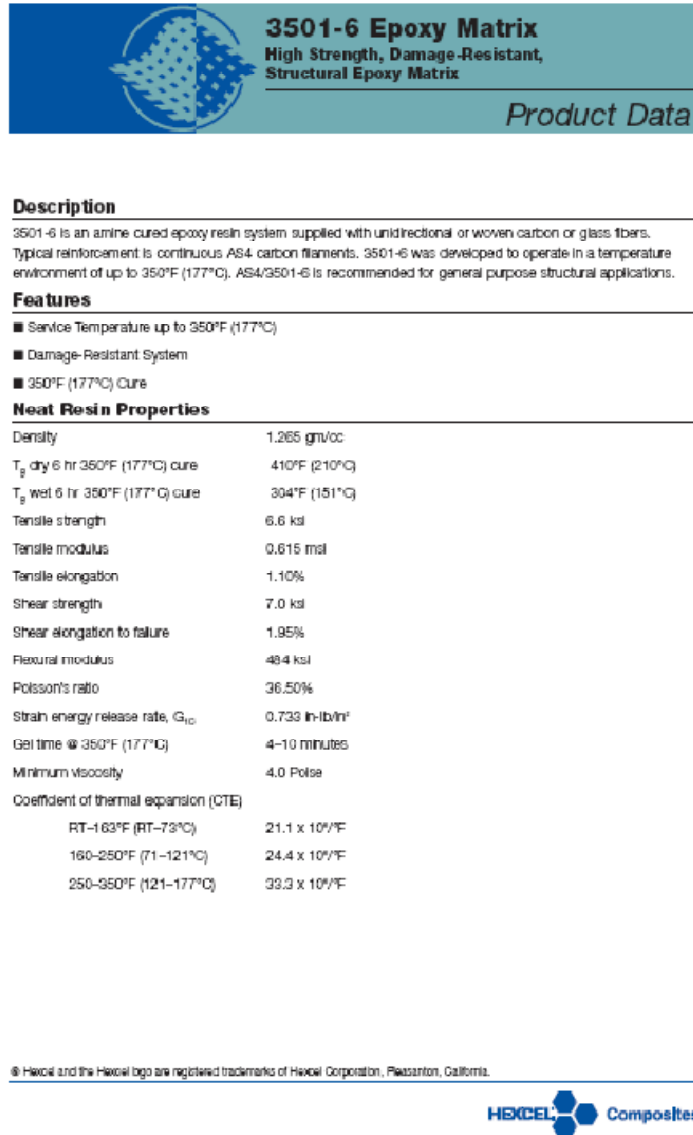 3501-6 Epoxy Matrix
High Strength, Damage-Resistant,
Structural Epoxy Matrix
Product Data
Description
3501-6 is an amine cured epoxy resin system supplied with unidirectional or woven carbon or glass fibers.
Typical reinforcement is continuous AS4 carbon filaments. 3501-6 was developed to operate in a temperature
environment of up to 350°F (177°C). AS4/3501-6 is recommended for general purpose structural applications.
Features
■ Service Temperature up to 350°F (177°C)
■ Damage-Resistant System
■ 350°F (177°C) Cure
Neat Resin Properties
Density 1.265 gm/cc
Tg dry 6 hr 350°F (177°C) cure 410°F (210°C)
Tg wet 6 hr 350°F (177°C) cure 304°F (151°C)
Tensile strength 6.6 ksi
Tensile modulus 0.615 msi
Tensile elongation 1.10%
Shear strength 7.0 ksi
Shear elongation to failure 1.95%
Flexural modulus 484 ksi
Poisson's ratio 36.50%
Strain energy release rate, G1C, 0.733 in-lb/in²
Gel time @ 350°F (177°C) 4–10 minutes
Minimum viscosity 4.0 Poise
Coefficient of thermal expansion (CTE)
RT–163°F (RT–73°C) 21.1 x 10⁶/°F
160–250°F (71–121°C) 24.4 x 10⁶/°F
250–350°F (121–177°C) 33.3 x 10⁶/°F
® Hexcel and the Hexcel logo are registered trademarks of Hexcel Corporation, Pleasanton, California.
HEXCEL Composites